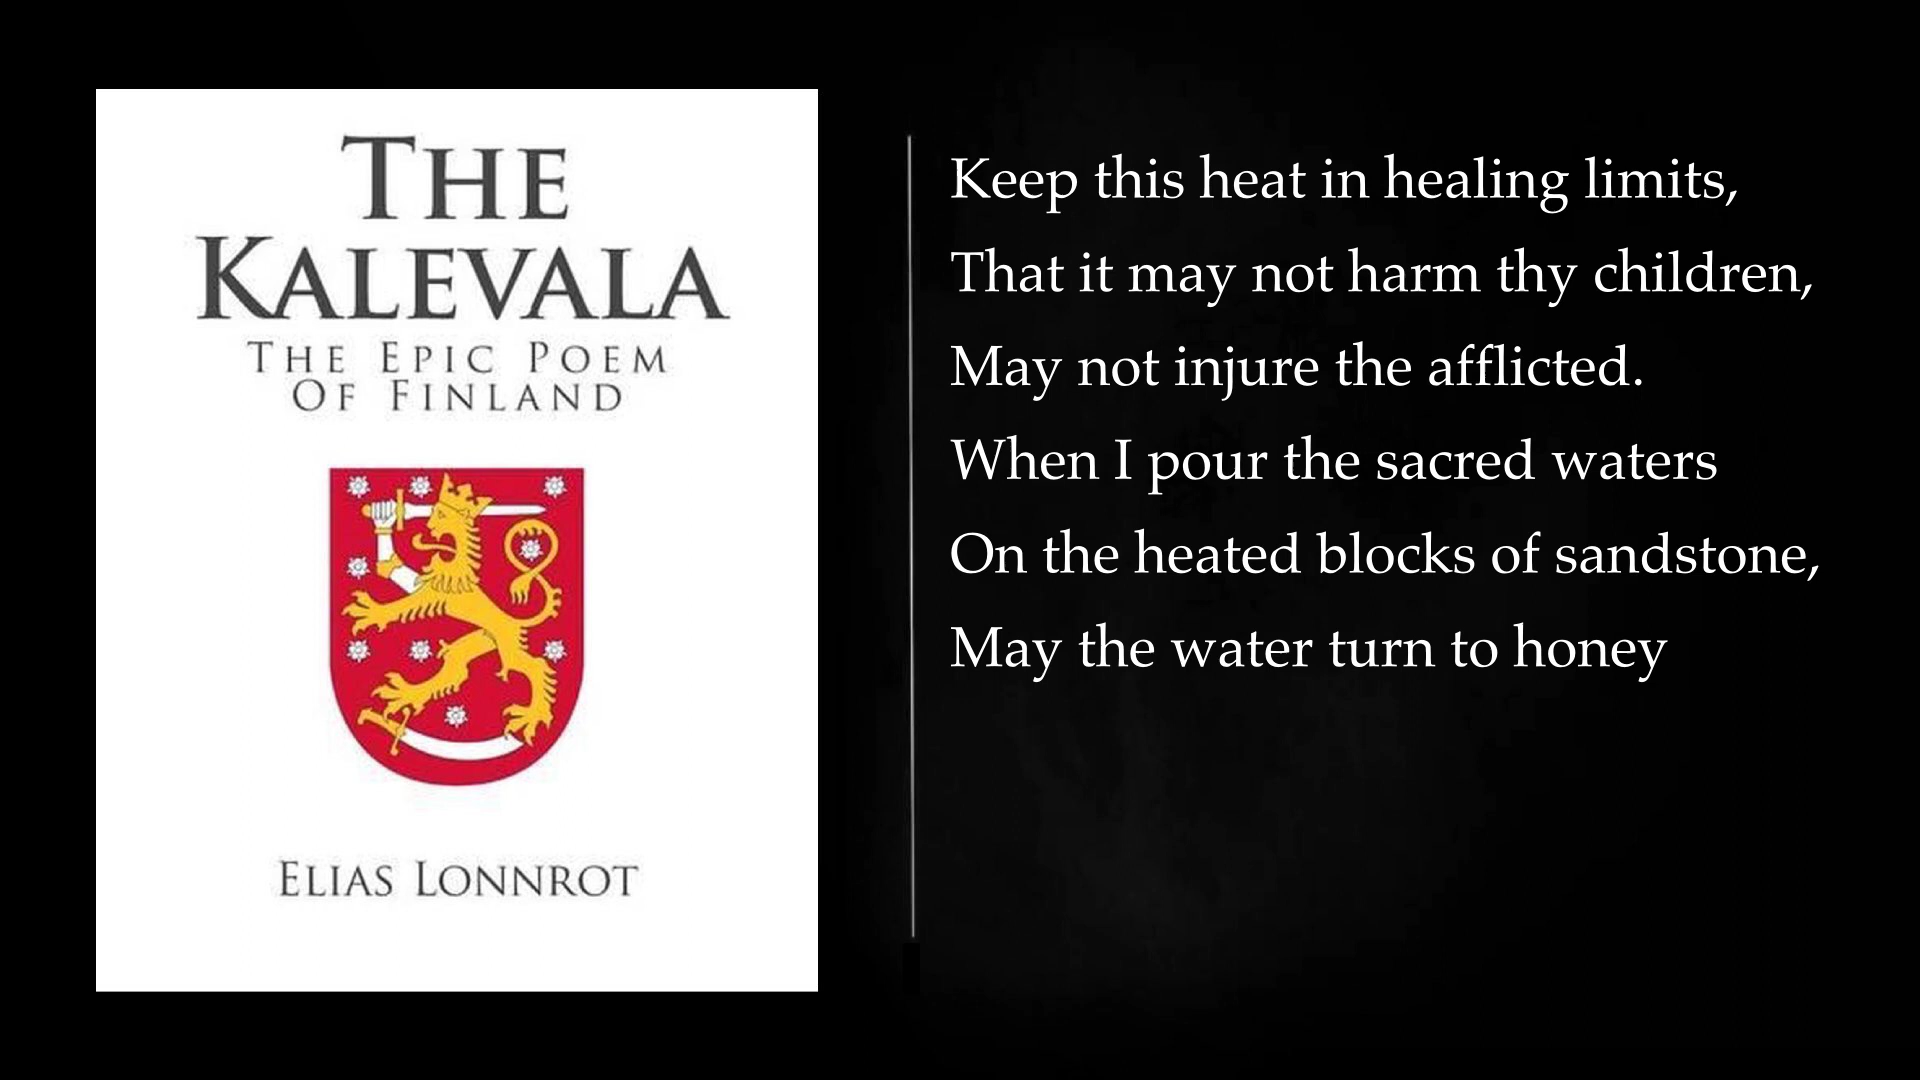 THE
KALEVALA
THE EPIC POEM
OF FINLAND
ELIAS LONNROT
Keep this heat in healing limits,
That it may not harm thy children,
May not injure the afflicted.
When I pour the sacred waters
On the heated blocks of sandstone,
May the water turn to honey